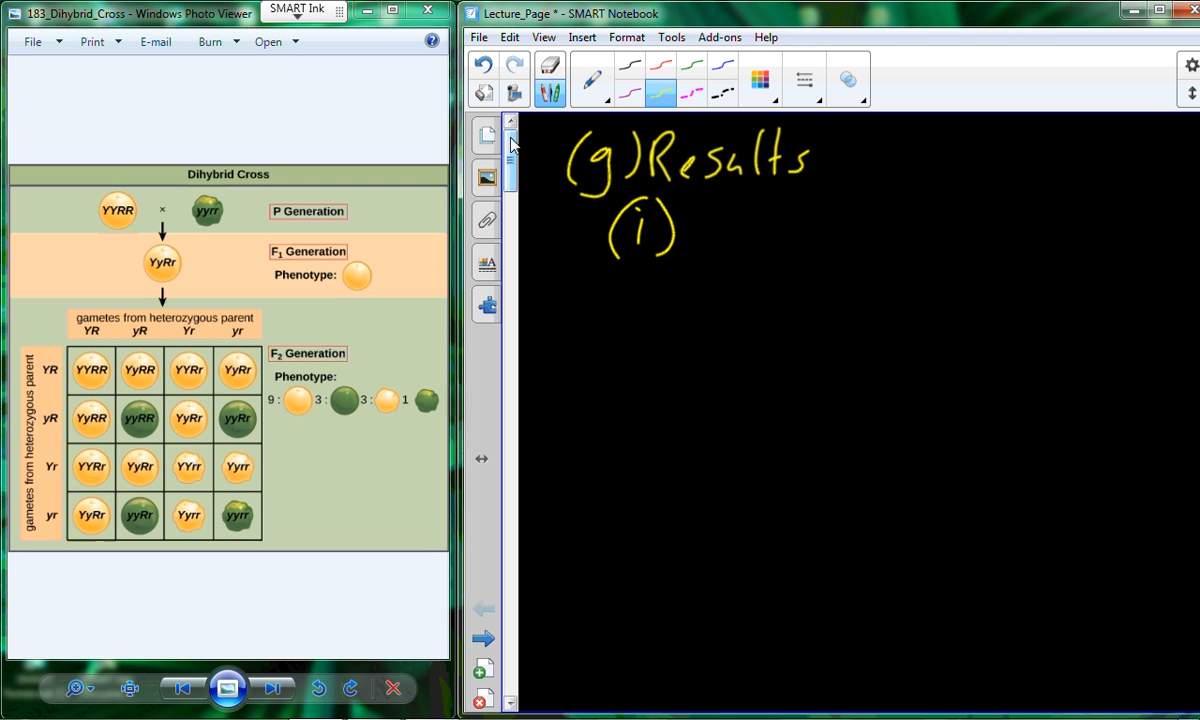 183_Dihybrid_Cross - Windows Photo Viewer
SMART Ink
File Print E-mail Burn Open
Dihybrid Cross
YYRR × yyrr P Generation
F1 Generation
YyRr
Phenotype:
gametes from heterozygous parent
YR yR Yr yr
gametes from heterozygous parent
F2 Generation
Phenotype:
9 : 3 : 3 : 1
YR YYRR YyRR YYRr YyRr
yR YyRR yyRR YyRr yyRr
Yr YYRr YyRr YYrr Yyrr
yr YyRr yyRr Yyrr yyrr
Lecture_Page * - SMART Notebook
File Edit View Insert Format Tools Add-ons Help
(g) Results
(i)